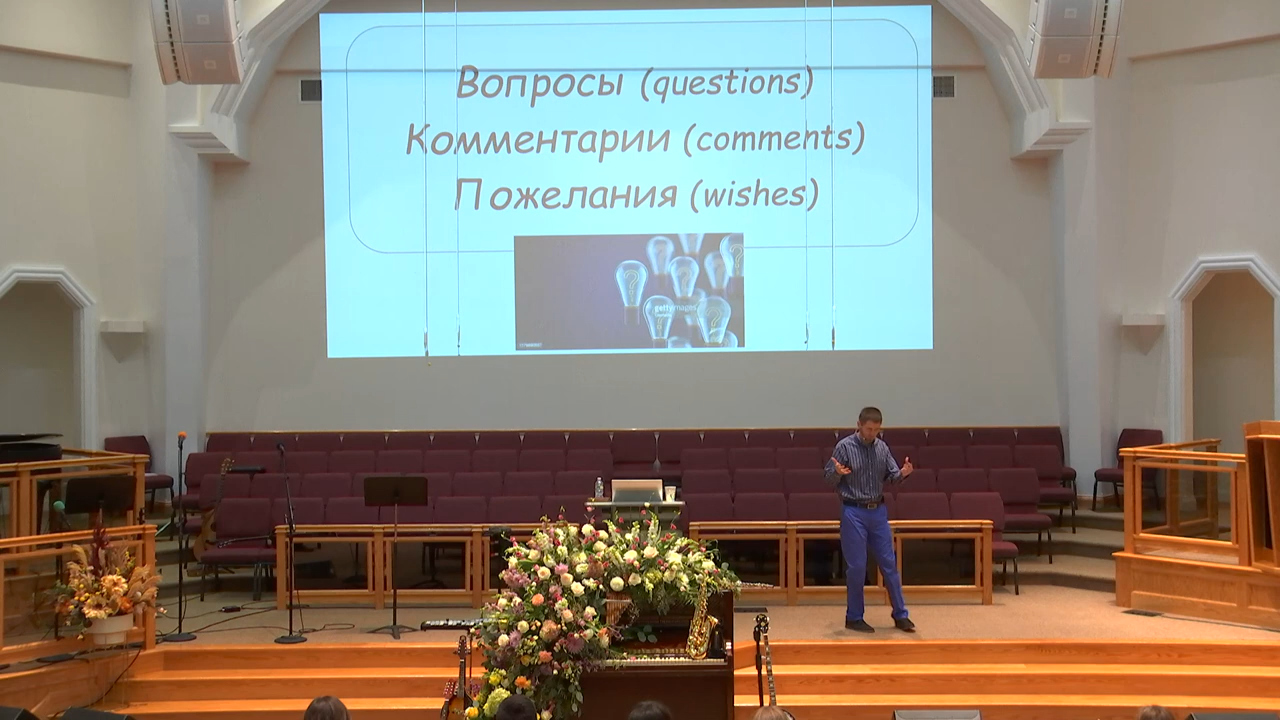 Вопросы (questions)
Комментарии (comments)
Пожелания (wishes)
gettyimages